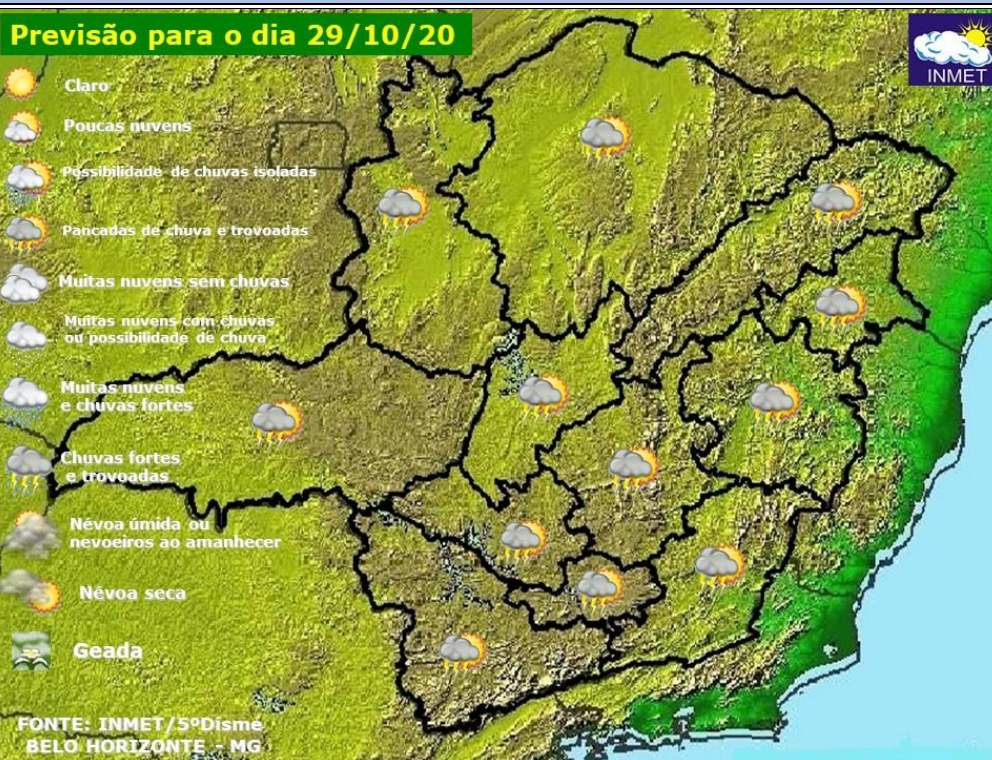 Previsão para o dia 29/10/20
INMET
Claro
Poucas nuvens
Possibilidade de chuvas isoladas
Pancadas de chuva e trovoadas
Muitas nuvens sem chuvas
Muitas nuvens com chuvas
ou possibilidade de chuva
Muitas nuvens
e chuvas fortes
Chuvas fortes
e trovoadas
Névoa úmida ou
nevoeiros ao amanhecer
Névoa seca
Geada
FONTE: INMET/5ºDisme
BELO HORIZONTE - MG